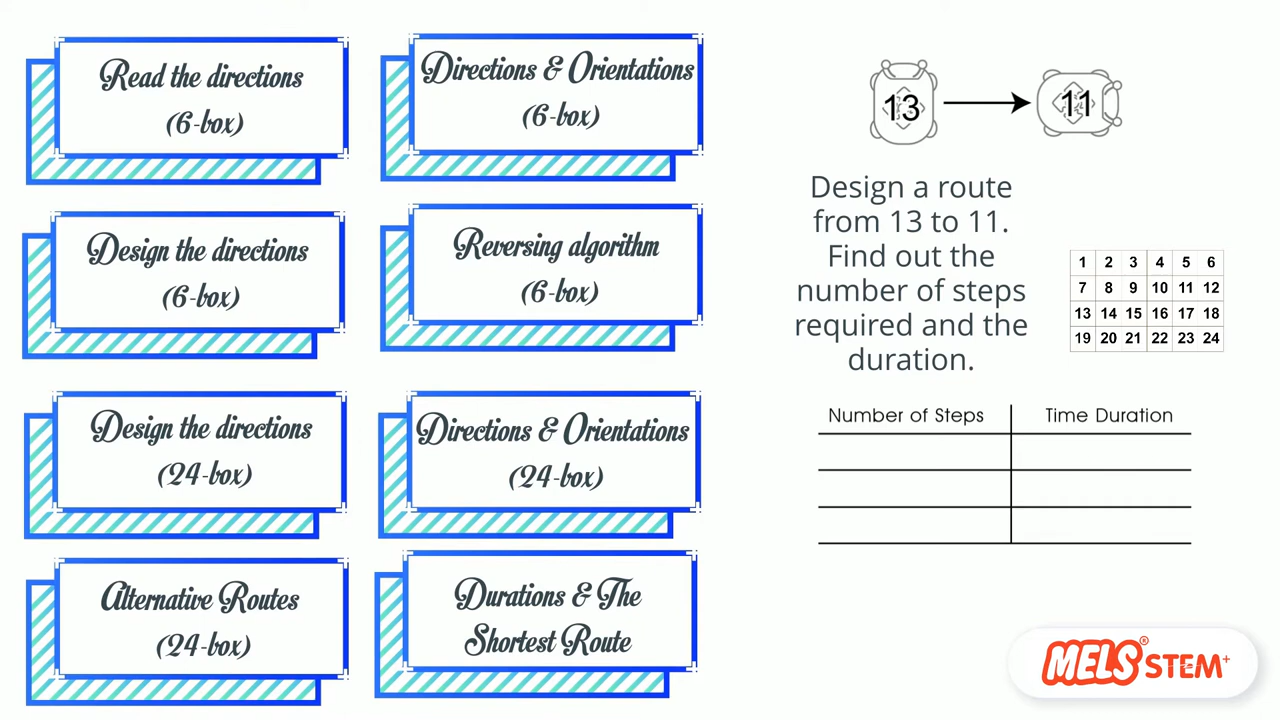 Read the directions
(6-box)
Directions & Orientations
(6-box)
Design the directions
(6-box)
Reversing algorithm
(6-box)
Design the directions
(24-box)
Directions & Orientations
(24-box)
Alternative Routes
(24-box)
Durations & The
Shortest Route
13
11
Design a route
from 13 to 11.
Find out the
number of steps
required and the
duration.
1 2 3 4 5 6
7 8 9 10 11 12
13 14 15 16 17 18
19 20 21 22 23 24
Number of Steps Time Duration
MELS® STEM+